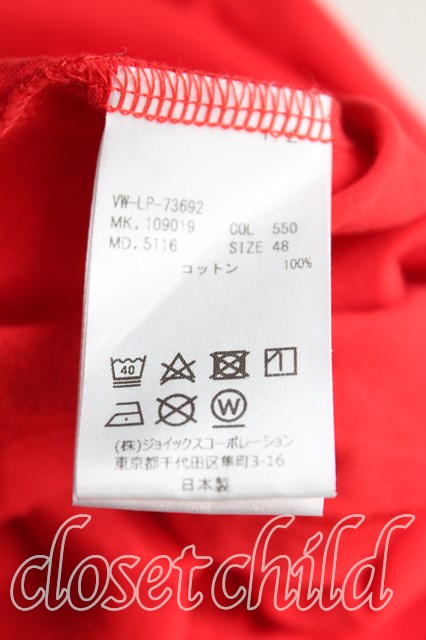 VW-LP-73692
MK. 109019 COL 550
MD. 5116 SIZE 48
コットン 100%
40
W
(株)ジョイックスコーポレーション
東京都千代田区隼町3-16
日本製
closet child